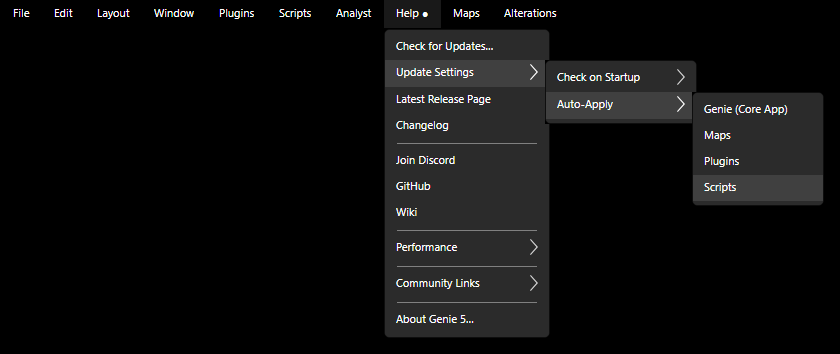 File Edit Layout Window Plugins Scripts Analyst Help ● Maps Alterations
Check for Updates...
Update Settings
Latest Release Page
Changelog
Join Discord
GitHub
Wiki
Performance
Community Links
About Genie 5...
Check on Startup
Auto-Apply
Genie (Core App)
Maps
Plugins
Scripts